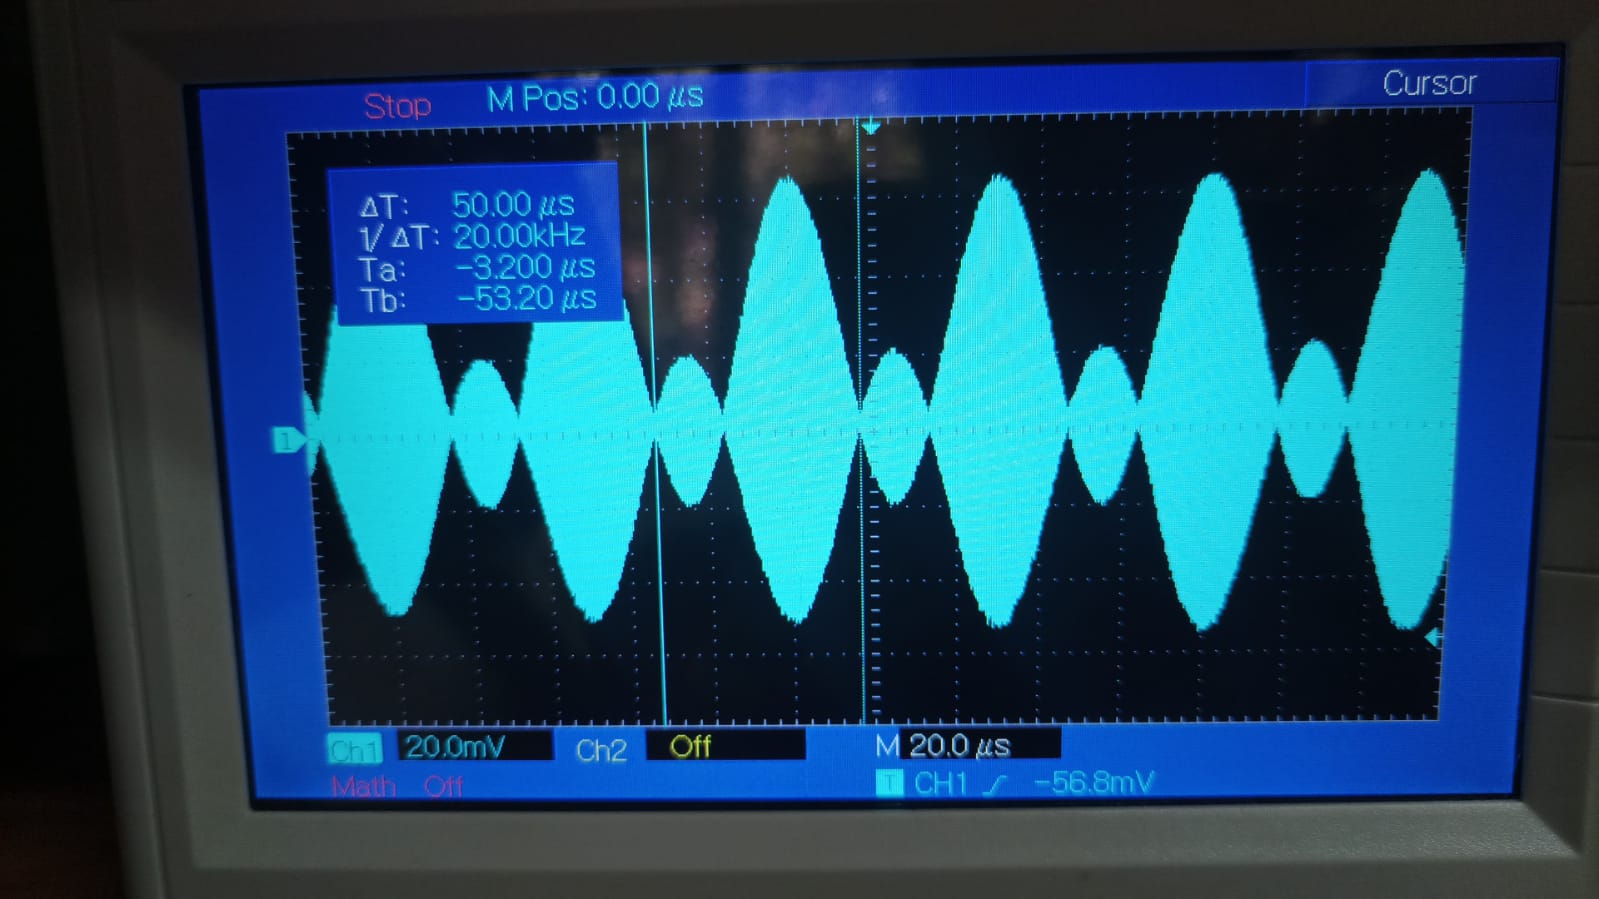 Stop M Pos: 0.00 μs Cursor
ΔT: 50.00 μs
1/ΔT: 20.00kHz
Ta: -3.200 μs
Tb: -53.20 μs
1
Ch1 20.0mV Ch2 Off M 20.0 μs
Math Off T CH1 -56.8mV